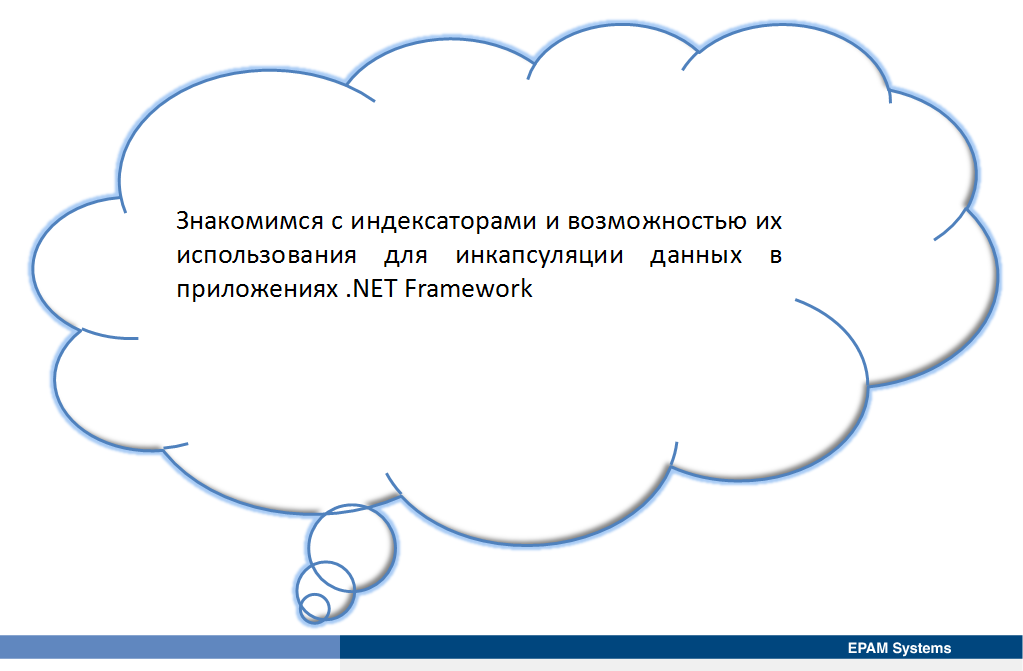 Знакомимся с индексаторами и возможностью их
использования для инкапсуляции данных в
приложениях .NET Framework
EPAM Systems